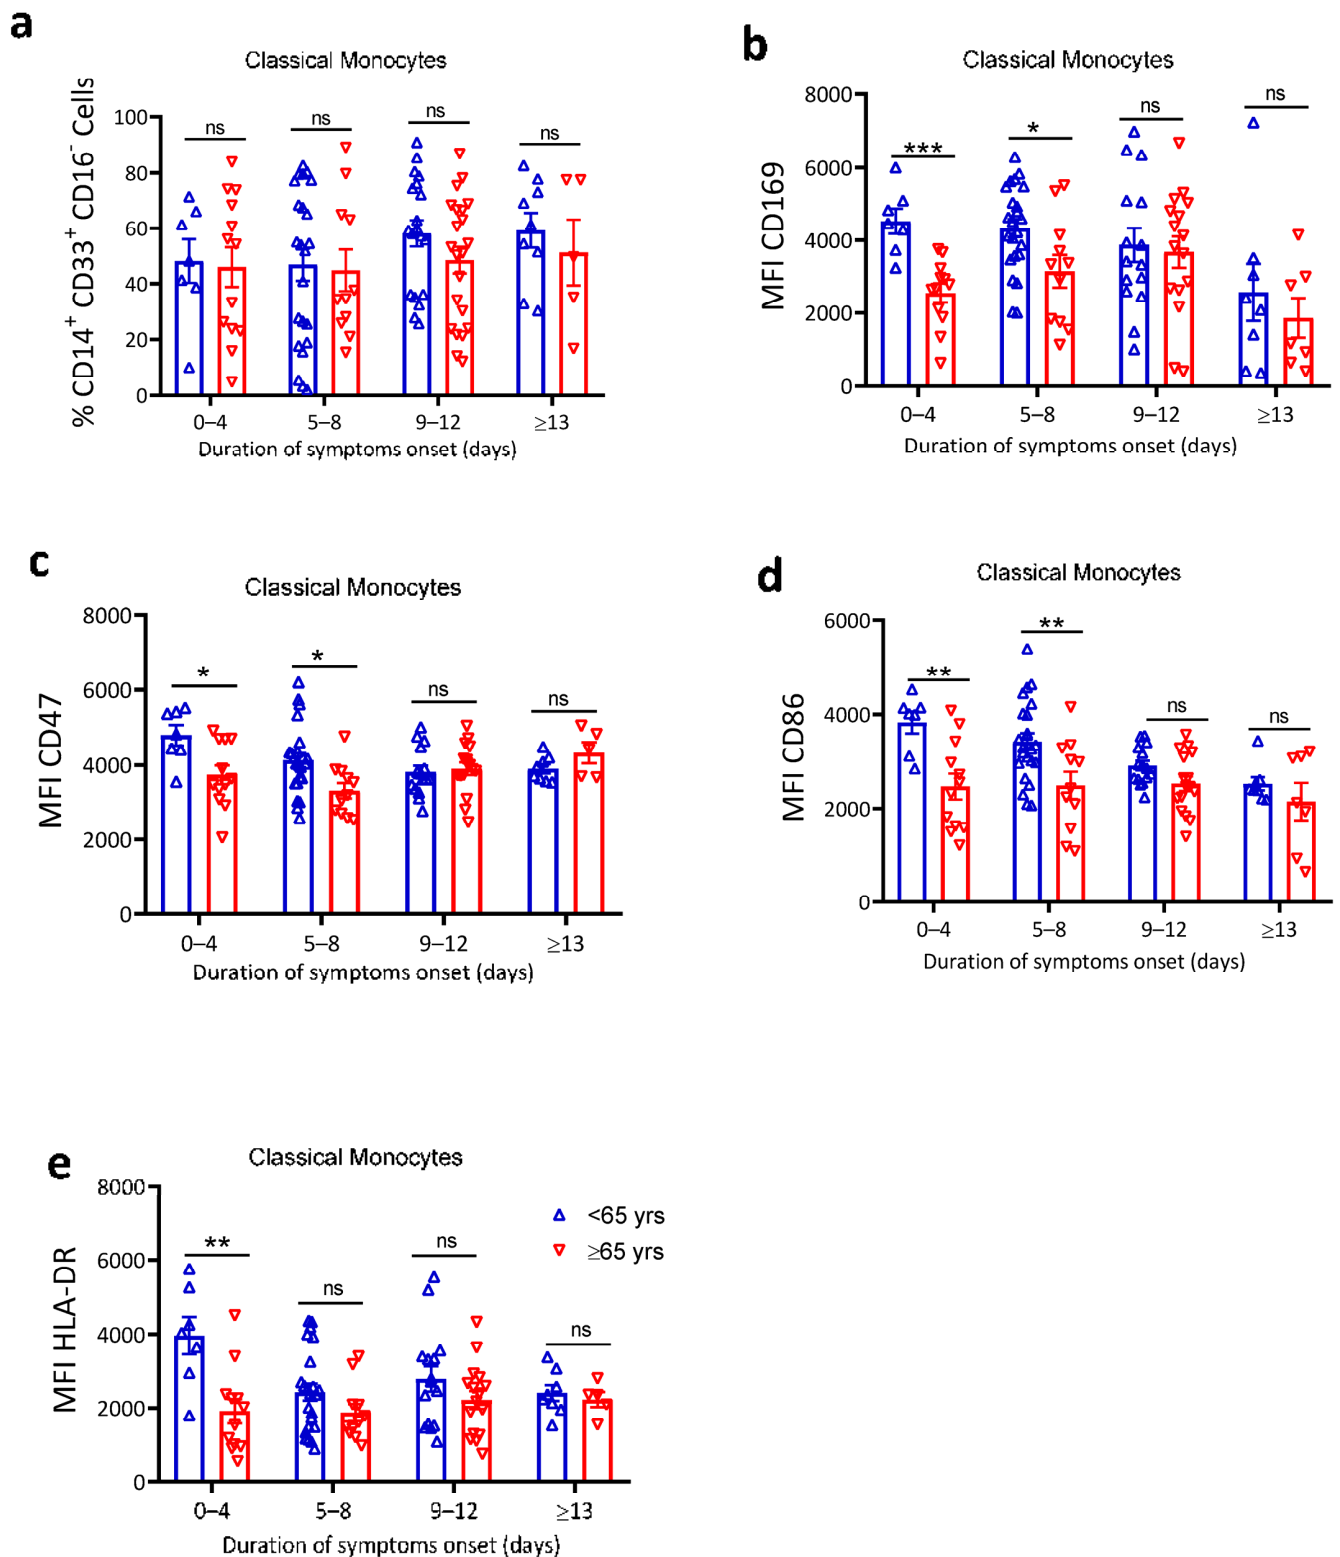 a
Classical Monocytes
% CD14+ CD33+ CD16- Cells
100
80
60
40
20
0
ns
ns
ns
ns
0–4
5–8
9–12
≥13
Duration of symptoms onset (days)
b
Classical Monocytes
MFI CD169
8000
6000
4000
2000
0
***
*
ns
ns
0–4
5–8
9–12
≥13
Duration of symptoms onset (days)
c
Classical Monocytes
MFI CD47
8000
6000
4000
2000
0
*
*
ns
ns
0–4
5–8
9–12
≥13
Duration of symptoms onset (days)
d
Classical Monocytes
MFI CD86
6000
4000
2000
0
**
**
ns
ns
0–4
5–8
9–12
≥13
Duration of symptoms onset (days)
e
Classical Monocytes
MFI HLA-DR
8000
6000
4000
2000
0
**
ns
ns
ns
<65 yrs
≥65 yrs
0–4
5–8
9–12
≥13
Duration of symptoms onset (days)